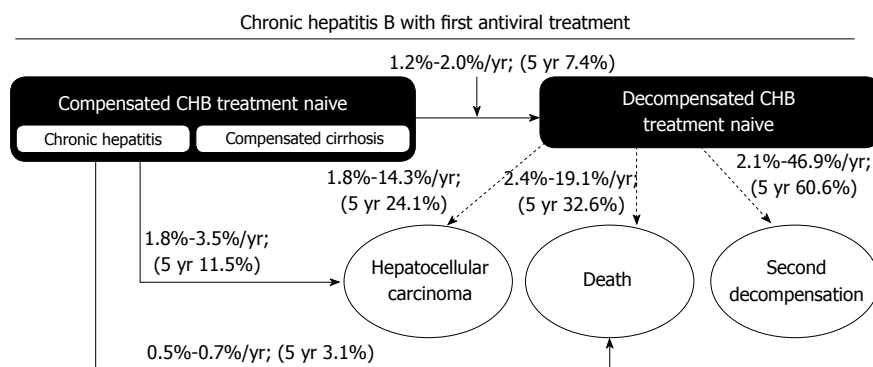 Chronic hepatitis B with first antiviral treatment
1.2%-2.0%/yr; (5 yr 7.4%)
Compensated CHB treatment naive
Chronic hepatitis
Compensated cirrhosis
Decompensated CHB
treatment naive
1.8%-14.3%/yr;
(5 yr 24.1%)
2.4%-19.1%/yr;
(5 yr 32.6%)
2.1%-46.9%/yr;
(5 yr 60.6%)
1.8%-3.5%/yr;
(5 yr 11.5%)
Hepatocellular
carcinoma
Death
Second
decompensation
0.5%-0.7%/yr; (5 yr 3.1%)